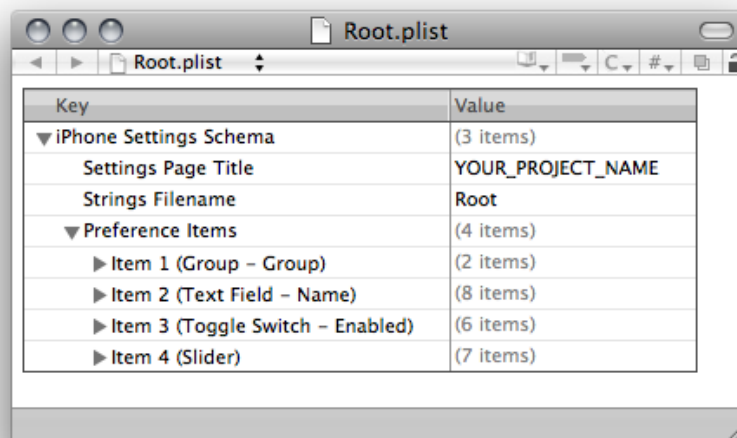 Root.plist
Root.plist C #
Key Value
iPhone Settings Schema (3 items)
Settings Page Title YOUR_PROJECT_NAME
Strings Filename Root
Preference Items (4 items)
Item 1 (Group – Group) (2 items)
Item 2 (Text Field – Name) (8 items)
Item 3 (Toggle Switch – Enabled) (6 items)
Item 4 (Slider) (7 items)